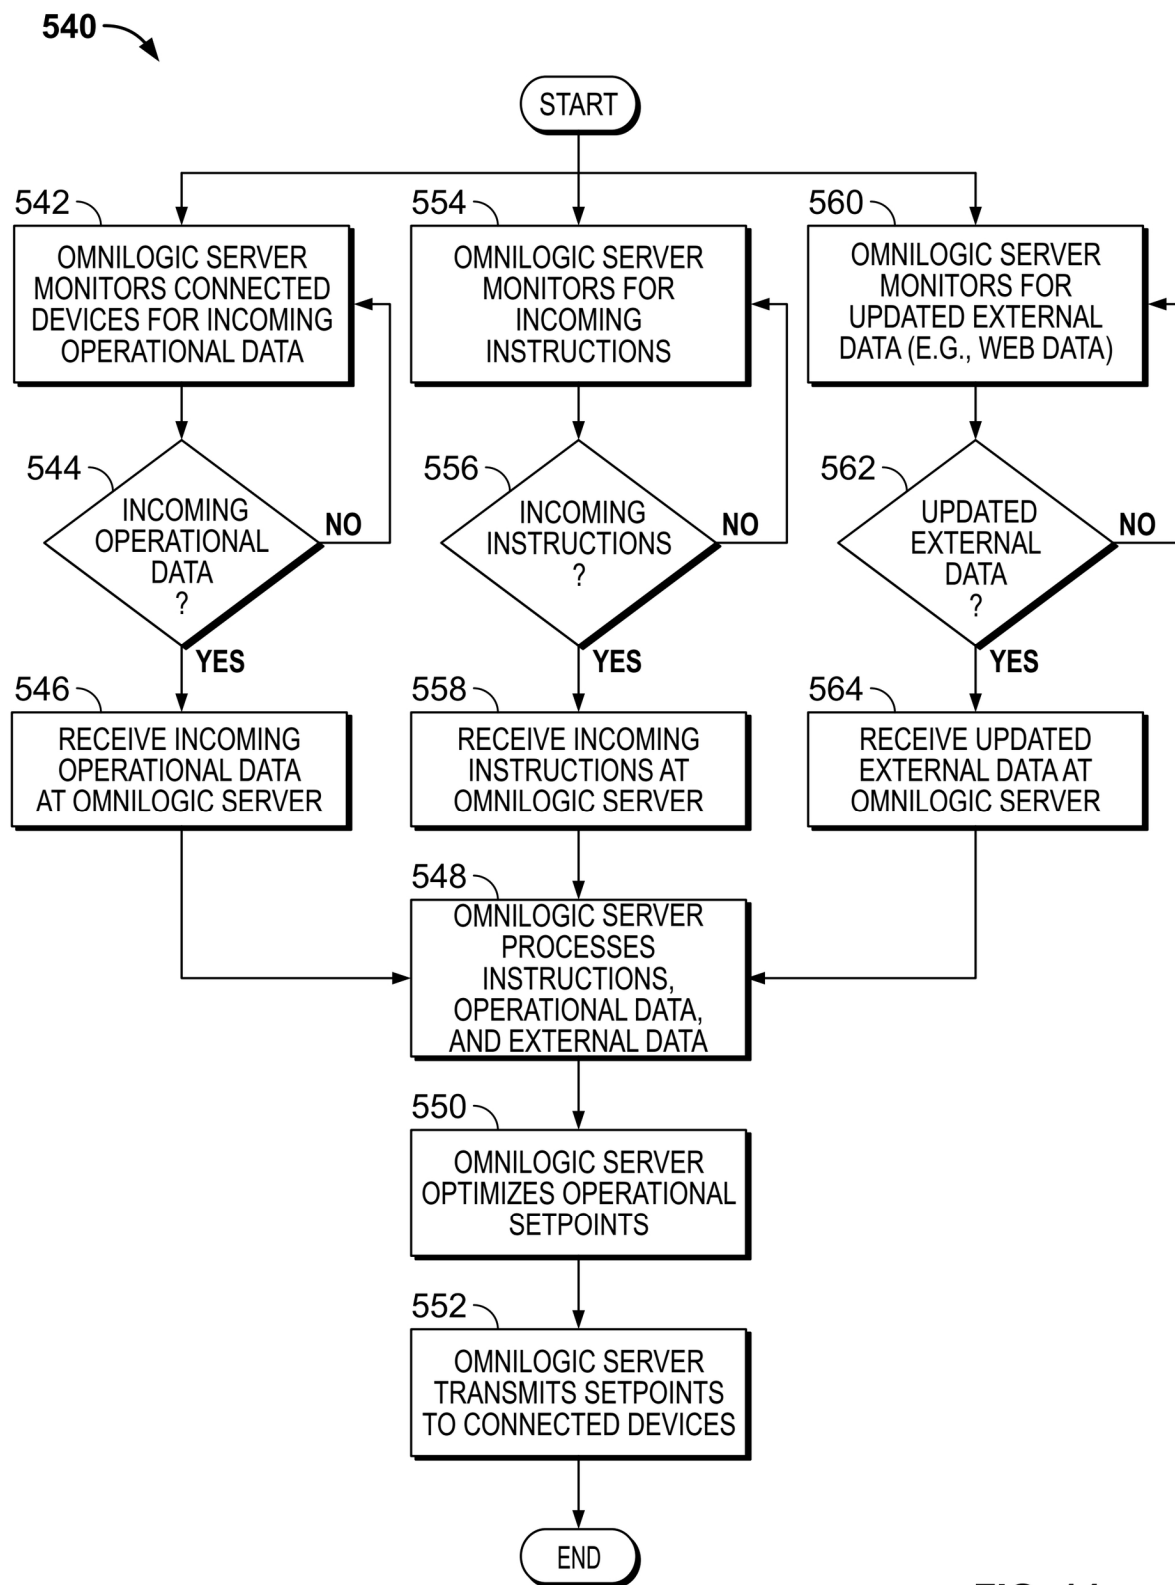 540
START
542
OMNILOGIC SERVER
MONITORS CONNECTED
DEVICES FOR INCOMING
OPERATIONAL DATA
554
OMNILOGIC SERVER
MONITORS FOR
INCOMING
INSTRUCTIONS
560
OMNILOGIC SERVER
MONITORS FOR
UPDATED EXTERNAL
DATA (E.G., WEB DATA)
544
INCOMING
OPERATIONAL
DATA
?
NO
YES
556
INCOMING
INSTRUCTIONS
?
NO
YES
562
UPDATED
EXTERNAL
DATA
?
NO
YES
546
RECEIVE INCOMING
OPERATIONAL DATA
AT OMNILOGIC SERVER
558
RECEIVE INCOMING
INSTRUCTIONS AT
OMNILOGIC SERVER
564
RECEIVE UPDATED
EXTERNAL DATA AT
OMNILOGIC SERVER
548
OMNILOGIC SERVER
PROCESSES
INSTRUCTIONS,
OPERATIONAL DATA,
AND EXTERNAL DATA
550
OMNILOGIC SERVER
OPTIMIZES OPERATIONAL
SETPOINTS
552
OMNILOGIC SERVER
TRANSMITS SETPOINTS
TO CONNECTED DEVICES
END